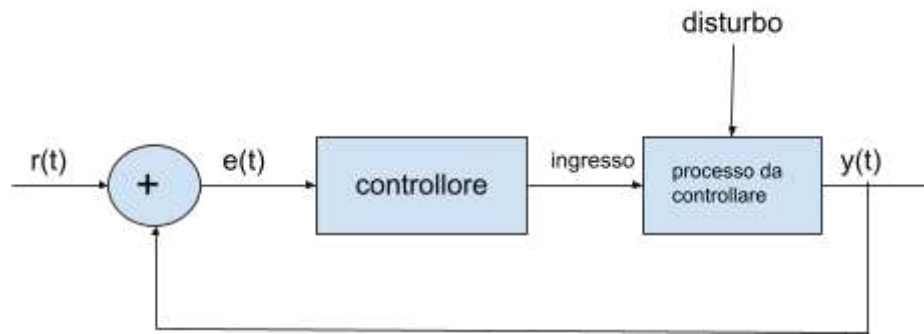 disturbo
r(t)
+
e(t)
controllore
ingresso
processo da
controllare
y(t)